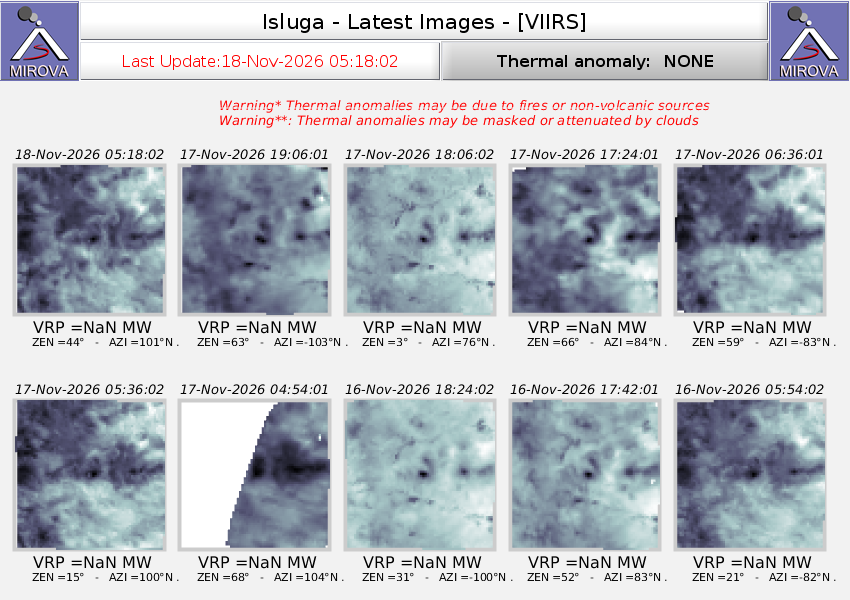 Isluga - Latest Images - [VIIRS]
MIROVA
Last Update:18-Nov-2026 05:18:02
Thermal anomaly: NONE
MIROVA
Warning* Thermal anomalies may be due to fires or non-volcanic sources
Warning**: Thermal anomalies may be masked or attenuated by clouds
18-Nov-2026 05:18:02 17-Nov-2026 19:06:01 17-Nov-2026 18:06:02 17-Nov-2026 17:24:01 17-Nov-2026 06:36:01
VRP =NaN MW VRP =NaN MW VRP =NaN MW VRP =NaN MW VRP =NaN MW
ZEN =44° - AZI =101°N . ZEN =63° - AZI =-103°N . ZEN =3° - AZI =76°N . ZEN =66° - AZI =84°N . ZEN =59° - AZI =-83°N .
17-Nov-2026 05:36:02 17-Nov-2026 04:54:01 16-Nov-2026 18:24:02 16-Nov-2026 17:42:01 16-Nov-2026 05:54:02
VRP =NaN MW VRP =NaN MW VRP =NaN MW VRP =NaN MW VRP =NaN MW
ZEN =15° - AZI =100°N . ZEN =68° - AZI =104°N . ZEN =31° - AZI =-100°N . ZEN =52° - AZI =83°N . ZEN =21° - AZI =-82°N .